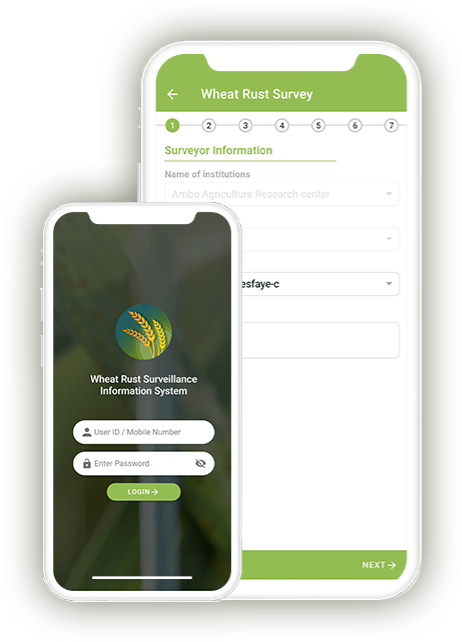 Wheat Rust Survey
1 2 3 4 5 6 7
Surveyor Information
Name of institutions
Ambo Agriculture Research center
esfaye-c
NEXT
Wheat Rust Surveillance
Information System
User ID / Mobile Number
Enter Password
LOGIN